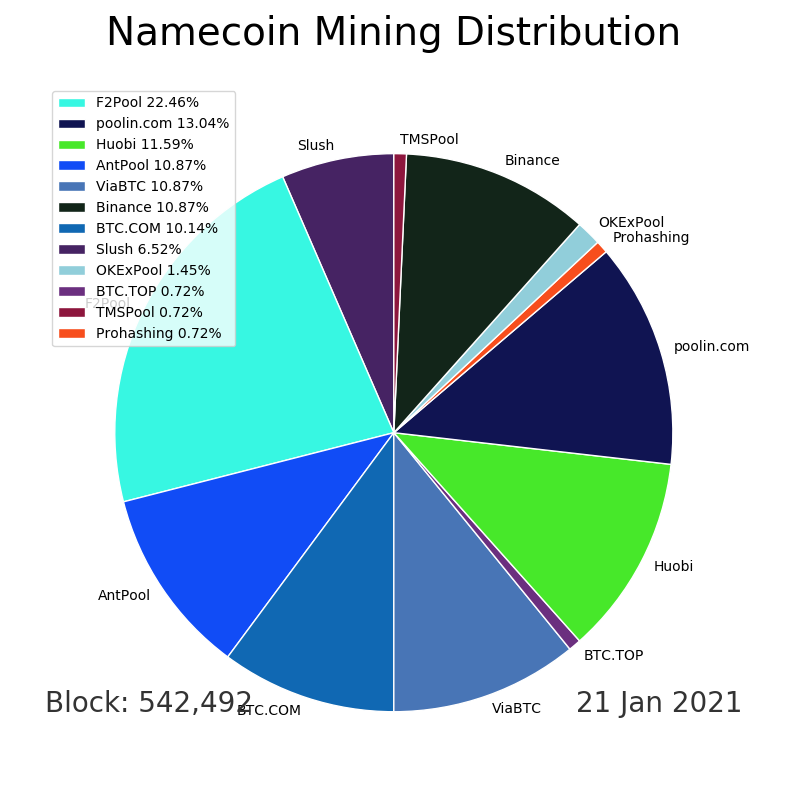 Namecoin Mining Distribution
F2Pool 22.46%
poolin.com 13.04%
Huobi 11.59%
AntPool 10.87%
ViaBTC 10.87%
Binance 10.87%
BTC.COM 10.14%
Slush 6.52%
OKExPool 1.45%
BTC.TOP 0.72%
TMSPool 0.72%
Prohashing 0.72%
Slush
TMSPool
Binance
OKExPool
Prohashing
F2Pool
poolin.com
Huobi
AntPool
BTC.TOP
Block: 542,492
21 Jan 2021
BTC.COM
ViaBTC